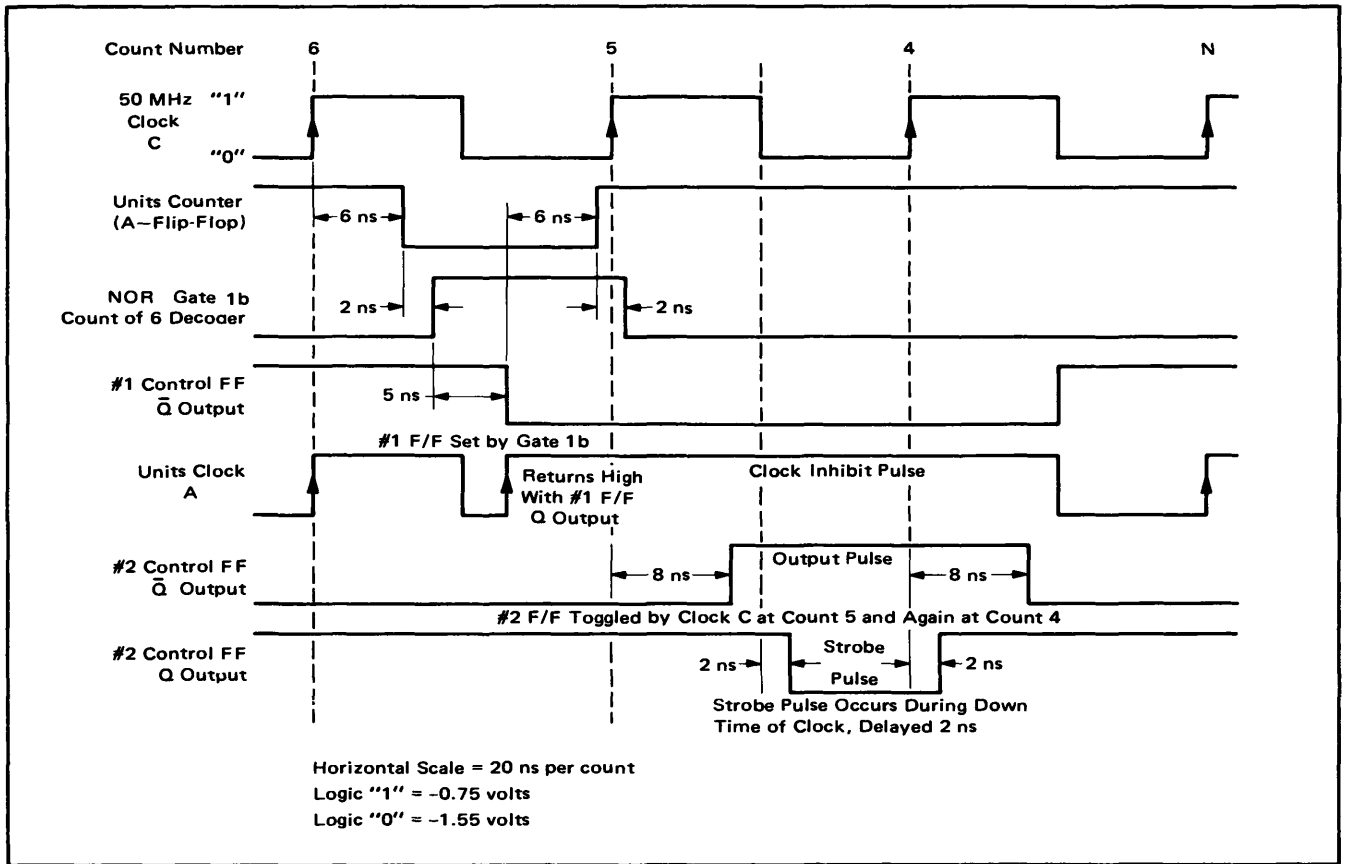 Count Number 6 5 4 N
50 MHz "1"
Clock
C
"0"
Units Counter
(A–Flip-Flop)
6 ns 6 ns
NOR Gate 1b
Count of 6 Decoder
2 ns 2 ns
#1 Control FF
Q̄ Output
5 ns
#1 F/F Set by Gate 1b
Units Clock
A
Returns High
With #1 F/F
Q Output
Clock Inhibit Pulse
#2 Control FF
Q̄ Output
Output Pulse
8 ns 8 ns
#2 F/F Toggled by Clock C at Count 5 and Again at Count 4
#2 Control FF
Q Output
2 ns Strobe 2 ns
Pulse
Strobe Pulse Occurs During Down
Time of Clock, Delayed 2 ns
Horizontal Scale = 20 ns per count
Logic "1" = -0.75 volts
Logic "0" = -1.55 volts